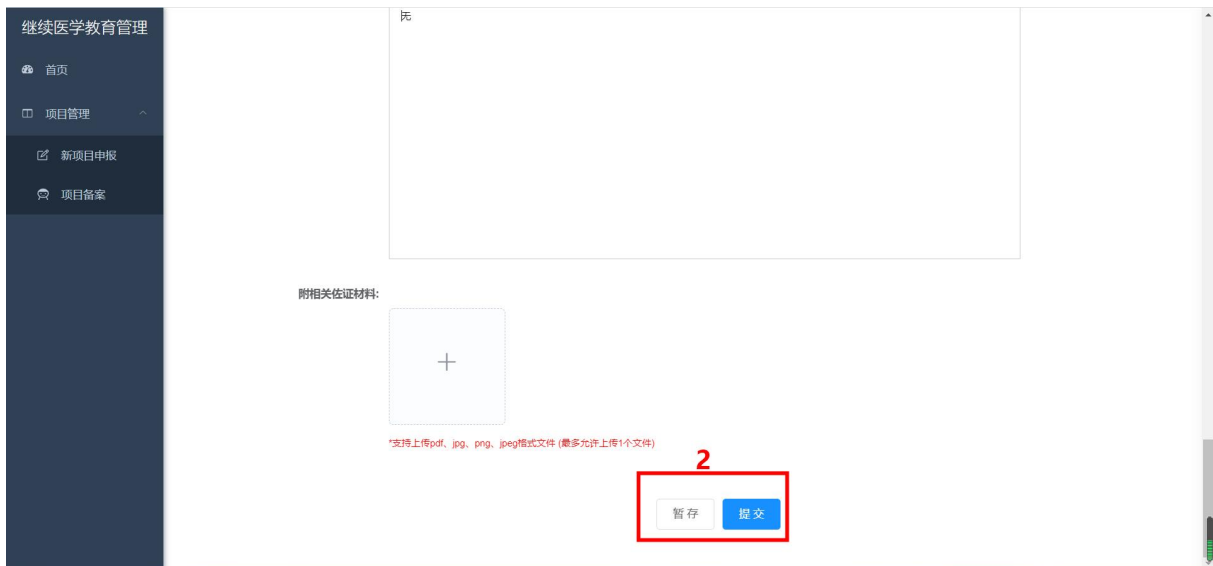 继续医学教育管理
首页
项目管理
新项目申报
项目备案
无
附相关佐证材料:
*支持上传pdf、jpg、png、jpeg格式文件 (最多允许上传1个文件)
2
暂存
提交